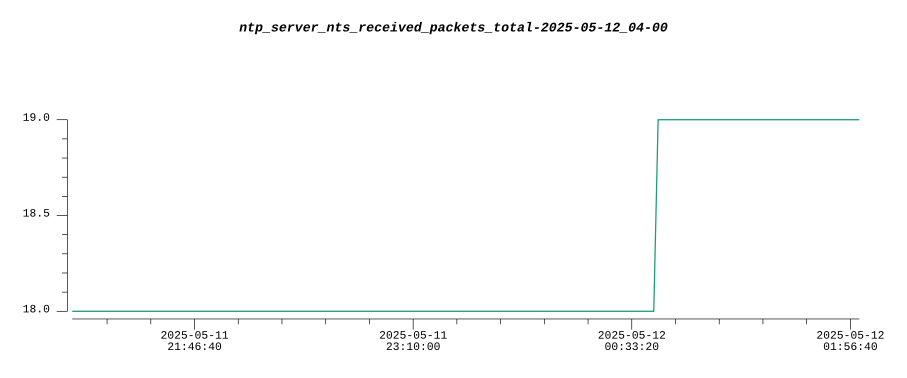 ntp_server_nts_received_packets_total-2025-05-12_04-00
19.0
18.5
18.0
2025-05-11 2025-05-11 2025-05-12 2025-05-12
21:46:40 23:10:00 00:33:20 01:56:40